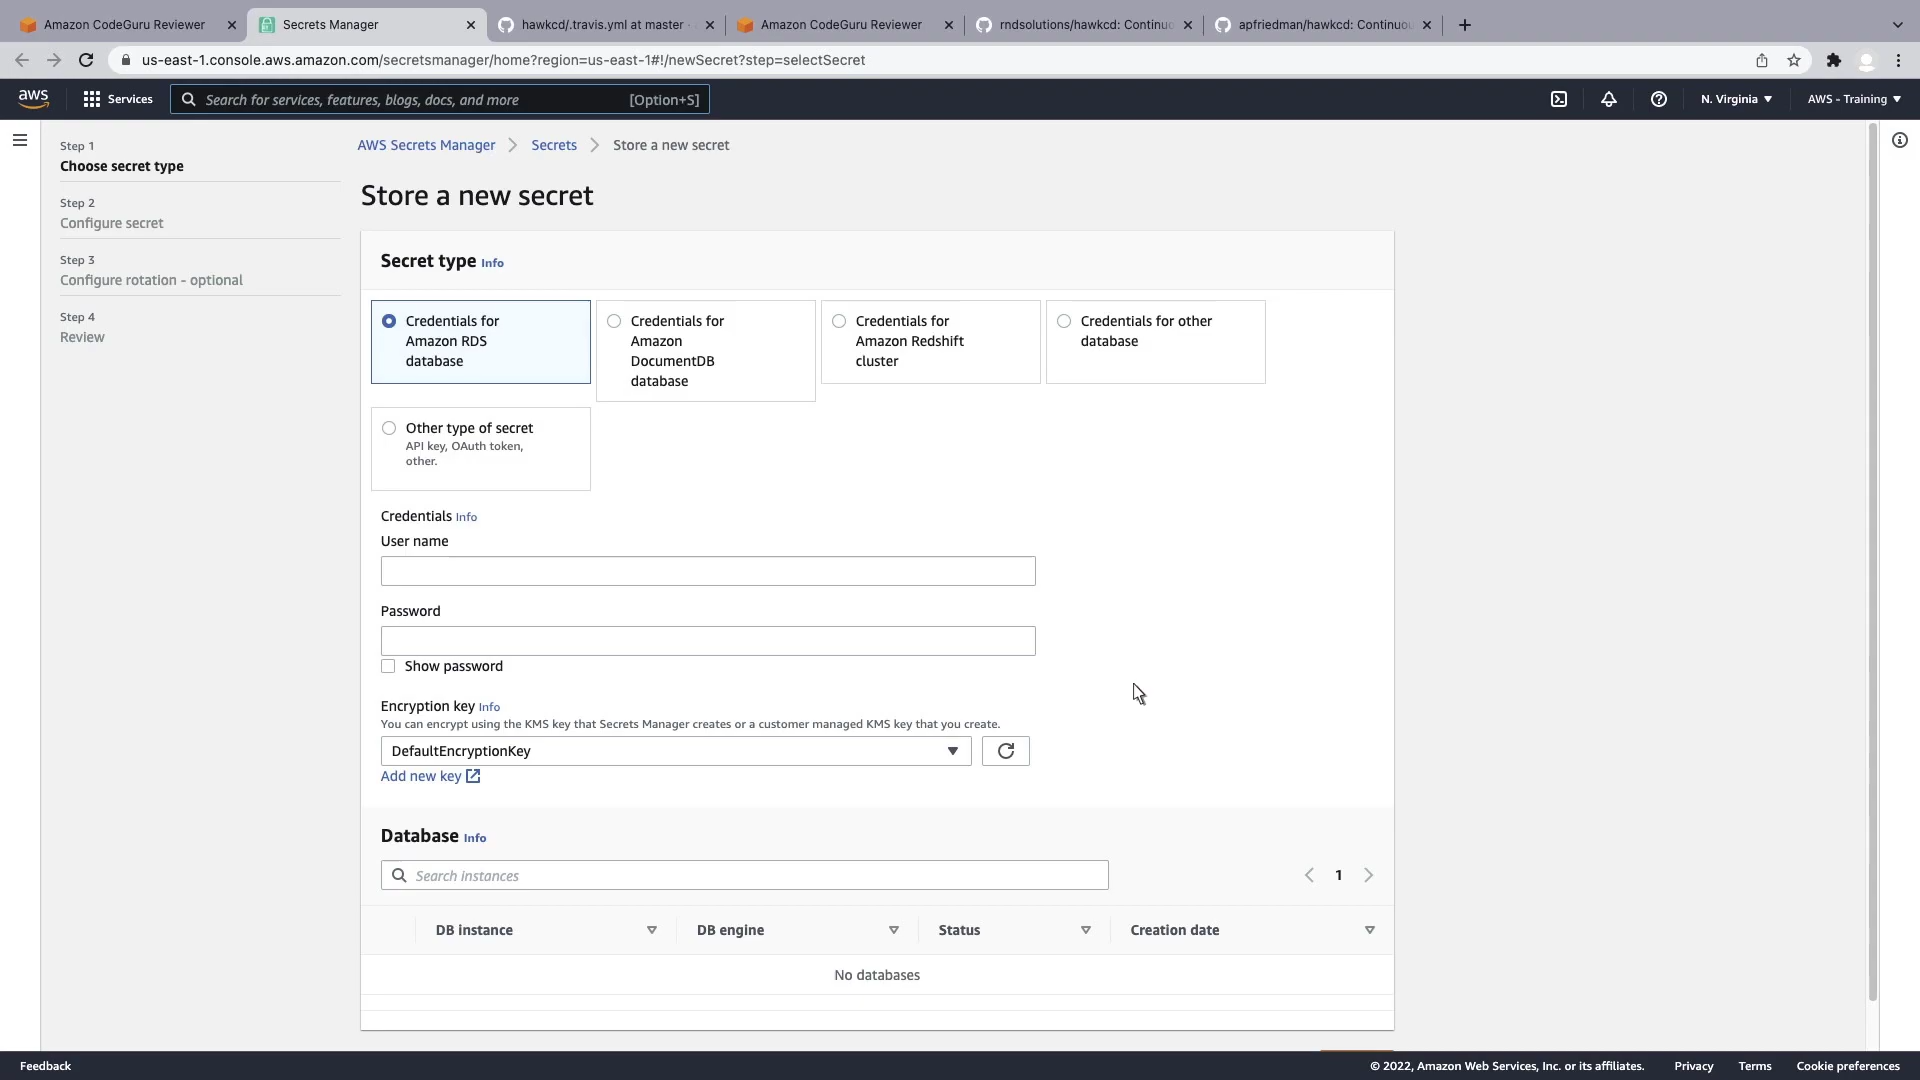 Amazon CodeGuru Reviewer
Secrets Manager
hawkcd/.travis.yml at master ·
Amazon CodeGuru Reviewer
rndsolutions/hawkcd: Continuo
apfriedman/hawkcd: Continuou
us-east-1.console.aws.amazon.com/secretsmanager/home?region=us-east-1#!/newSecret?step=selectSecret
aws
Services
Search for services, features, blogs, docs, and more
[Option+S]
N. Virginia
AWS - Training
Step 1
Choose secret type
Step 2
Configure secret
Step 3
Configure rotation - optional
Step 4
Review
AWS Secrets Manager
Secrets
Store a new secret
Store a new secret
Secret type Info
Credentials for
Amazon RDS
database
Credentials for
Amazon
DocumentDB
database
Credentials for
Amazon Redshift
cluster
Credentials for other
database
Other type of secret
API key, OAuth token,
other.
Credentials Info
User name
Password
Show password
Encryption key Info
You can encrypt using the KMS key that Secrets Manager creates or a customer managed KMS key that you create.
DefaultEncryptionKey
Add new key
Database Info
Search instances
1
DB instance
DB engine
Status
Creation date
No databases
Feedback
© 2022, Amazon Web Services, Inc. or its affiliates.
Privacy
Terms
Cookie preferences